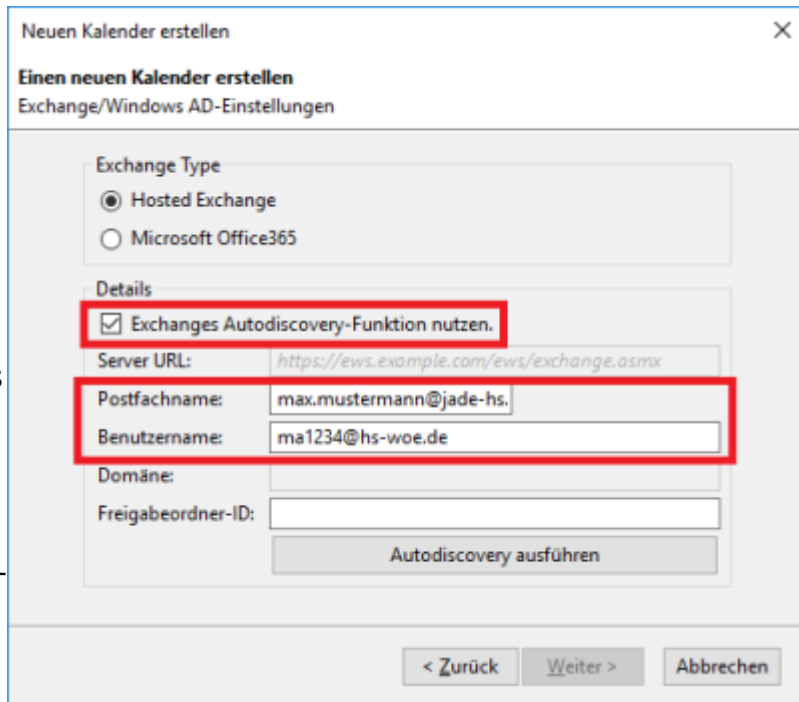 Neuen Kalender erstellen
Einen neuen Kalender erstellen
Exchange/Windows AD-Einstellungen
Exchange Type
Hosted Exchange
Microsoft Office365
Details
Exchanges Autodiscovery-Funktion nutzen.
Server URL: https://ews.example.com/ews/exchange.asmx
Postfachname: max.mustermann@jade-hs.
Benutzername: ma1234@hs-woe.de
Domäne:
Freigabeordner-ID:
Autodiscovery ausführen
< Zurück Weiter > Abbrechen